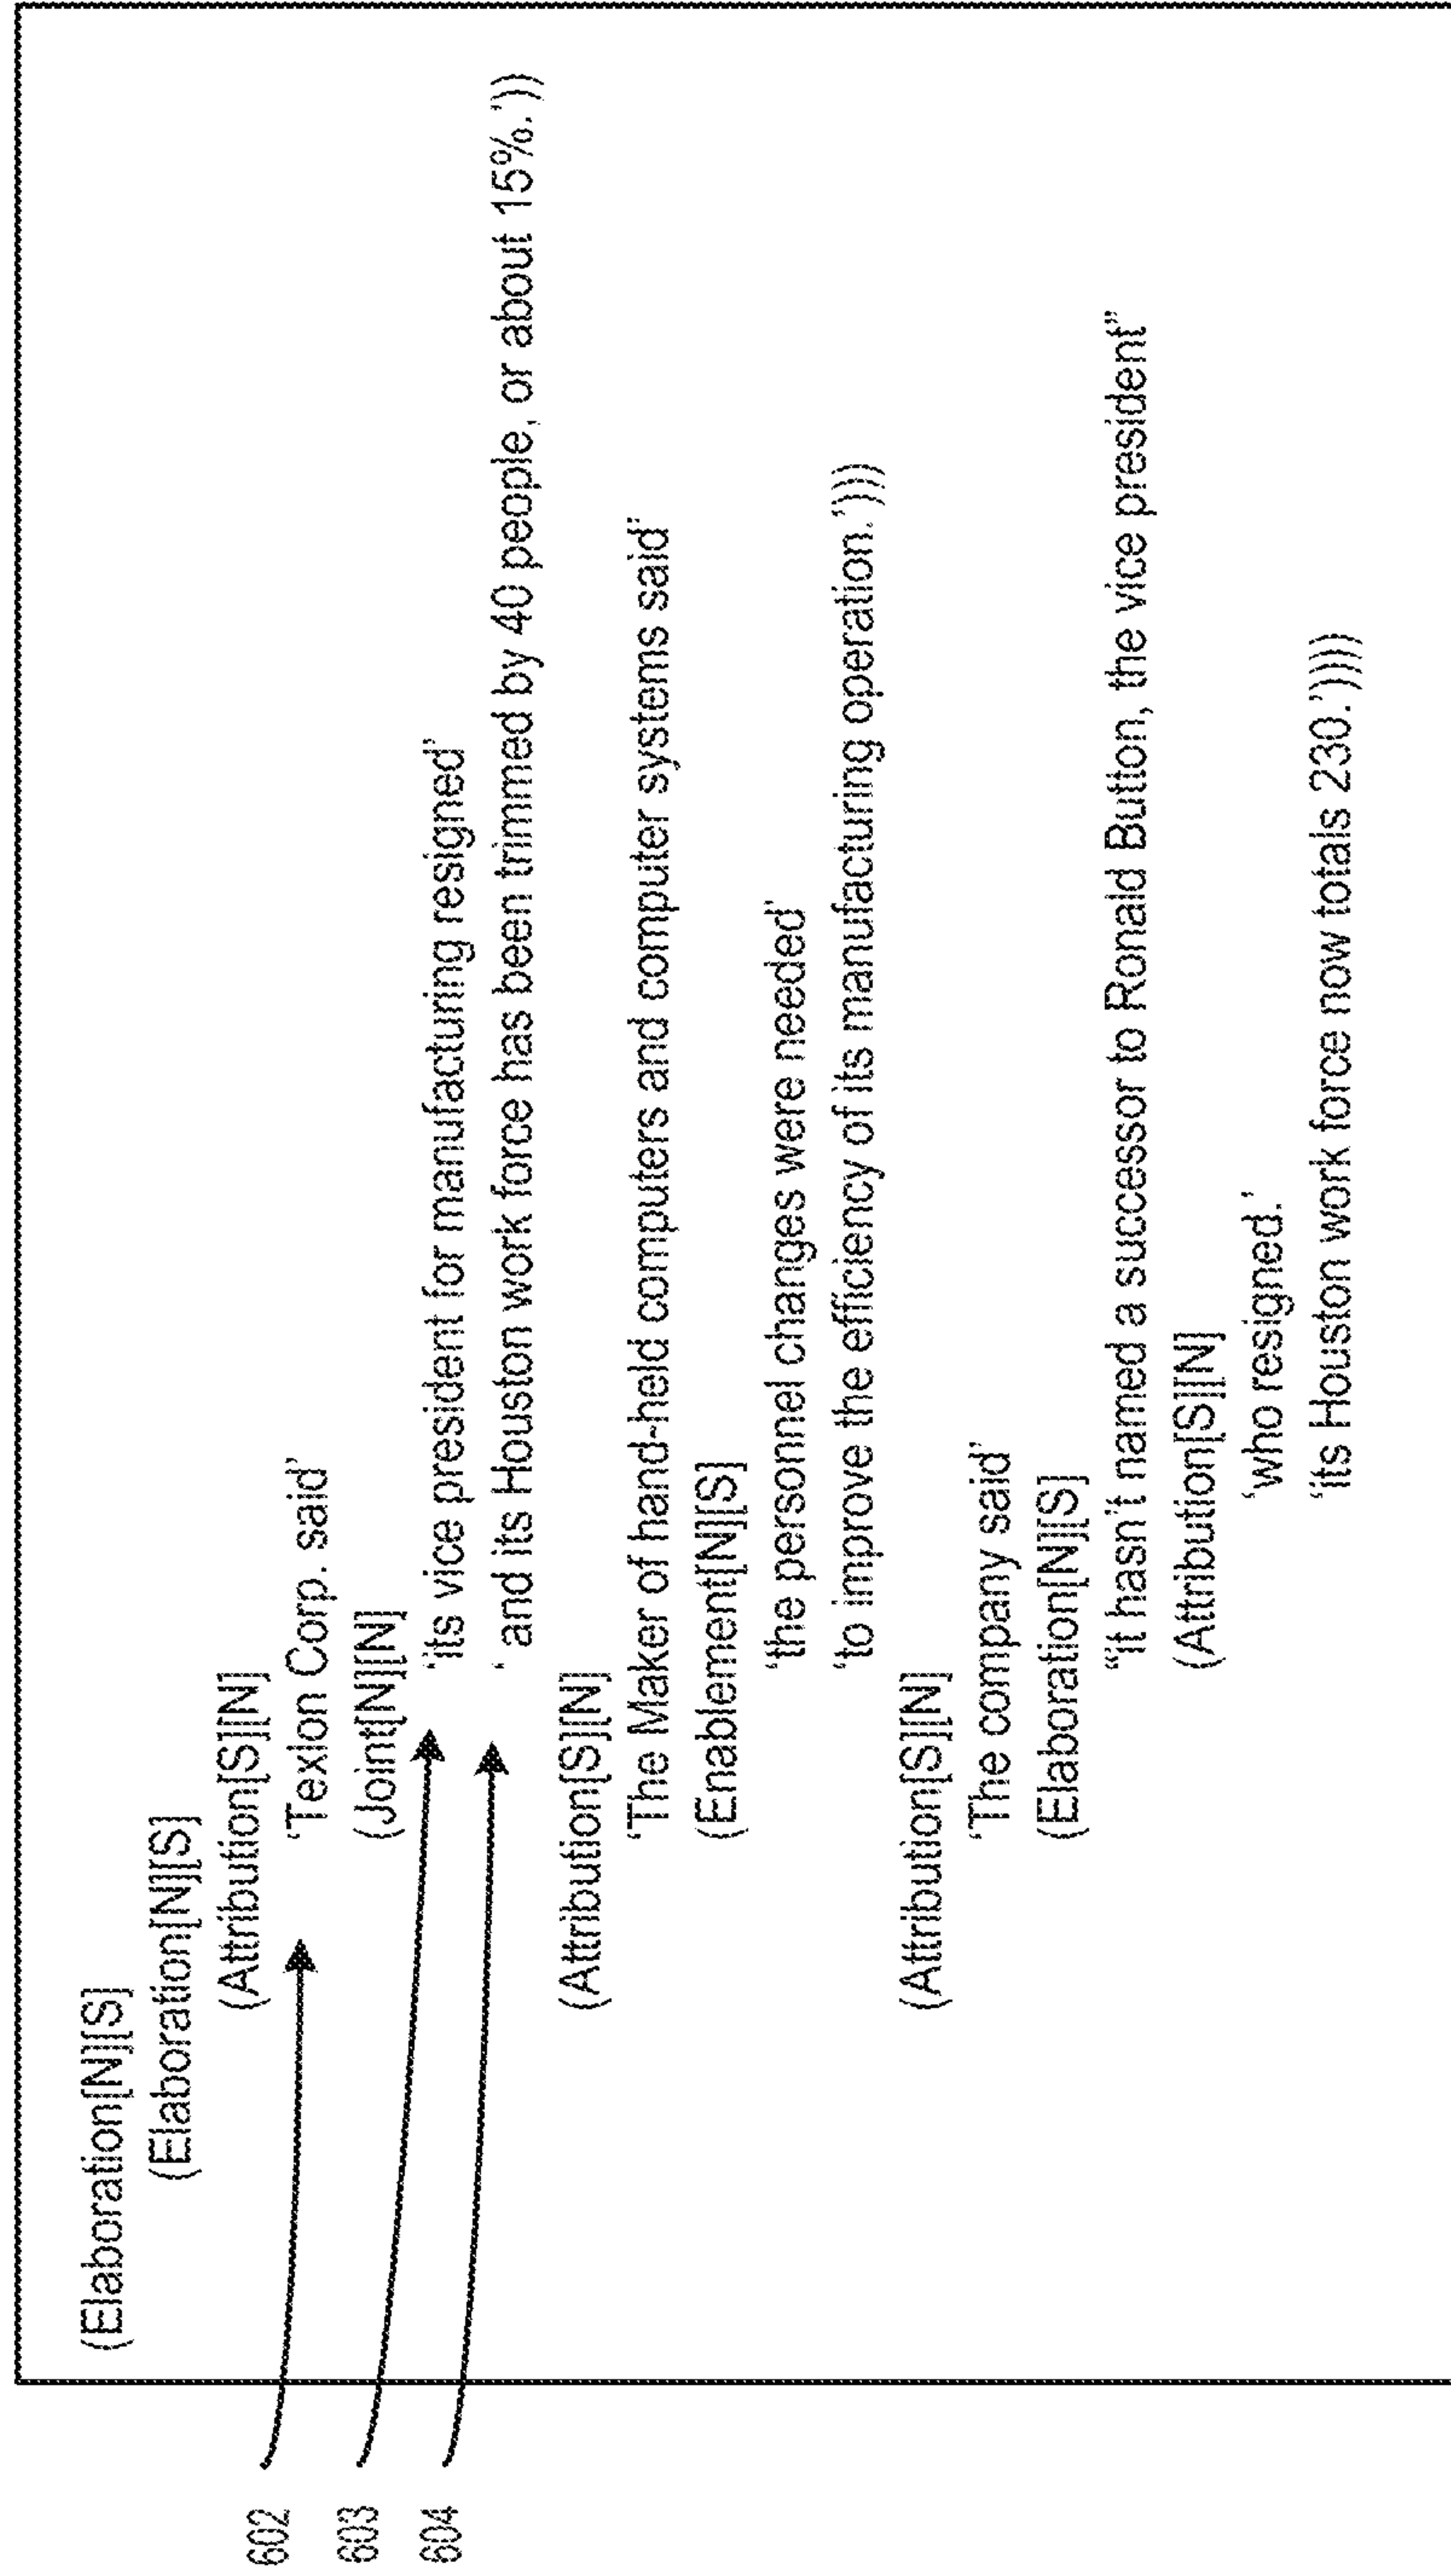 (Elaboration[N][S]
(Elaboration[N][S]
(Attribution[S][N]
602
'Texlon Corp. said'
(Joint[N][N]
603
'its vice president for manufacturing resigned'
604
' and its Houston work force has been trimmed by 40 people, or about 15%.'))
(Attribution[S][N]
'The Maker of hand-held computers and computer systems said'
(Enablement[N][S]
'the personnel changes were needed'
'to improve the efficiency of its manufacturing operation.')))
(Attribution[S][N]
'The company said'
(Elaboration[N][S]
"it hasn't named a successor to Ronald Button, the vice president"
(Attribution[S][N]
'who resigned.'
'its Houston work force now totals 230.')))))